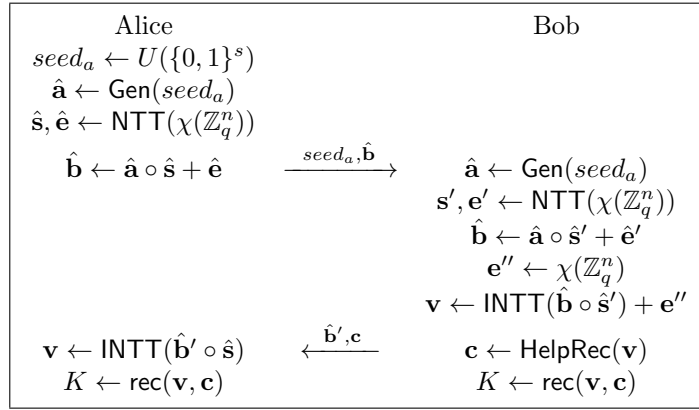 Alice Bob
seed_a ← U({0, 1}^s)
â ← Gen(seed_a)
ŝ, ê ← NTT(χ(ℤ_q^n))
b̂ ← â ∘ ŝ + ê seed_a, b̂ → â ← Gen(seed_a)
s′, e′ ← NTT(χ(ℤ_q^n))
b̂ ← â ∘ ŝ′ + ê′
e″ ← χ(ℤ_q^n)
v ← INTT(b̂ ∘ ŝ′) + e″
v ← INTT(b̂′ ∘ ŝ) b̂′, c ← c ← HelpRec(v)
K ← rec(v, c) K ← rec(v, c)